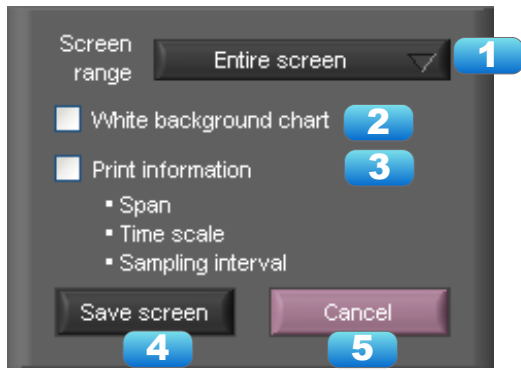 Screen
range
Entire screen
1
White background chart
2
Print information
3
▪ Span
▪ Time scale
▪ Sampling interval
Save screen
Cancel
4
5